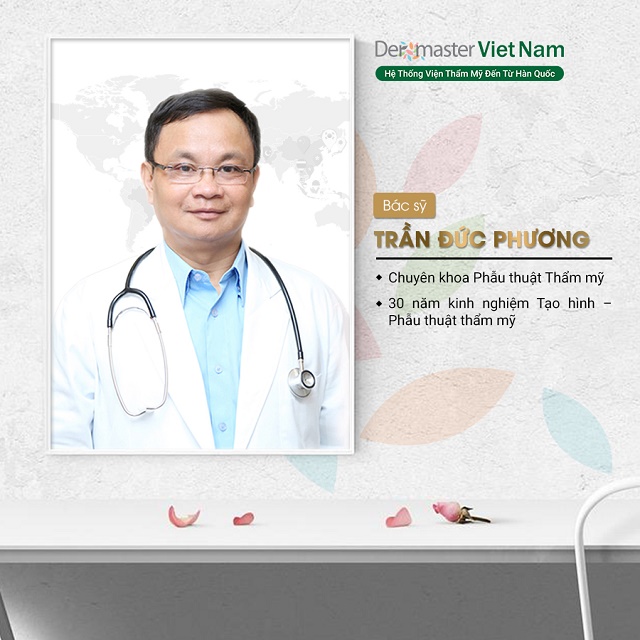 Dermaster Viet Nam
Hệ Thống Viện Thẩm Mỹ Đến Từ Hàn Quốc
Bác sỹ
TRẦN ĐỨC PHƯƠNG
Chuyên khoa Phẫu thuật Thẩm mỹ
30 năm kinh nghiệm Tạo hình –
Phẫu thuật thẩm mỹ